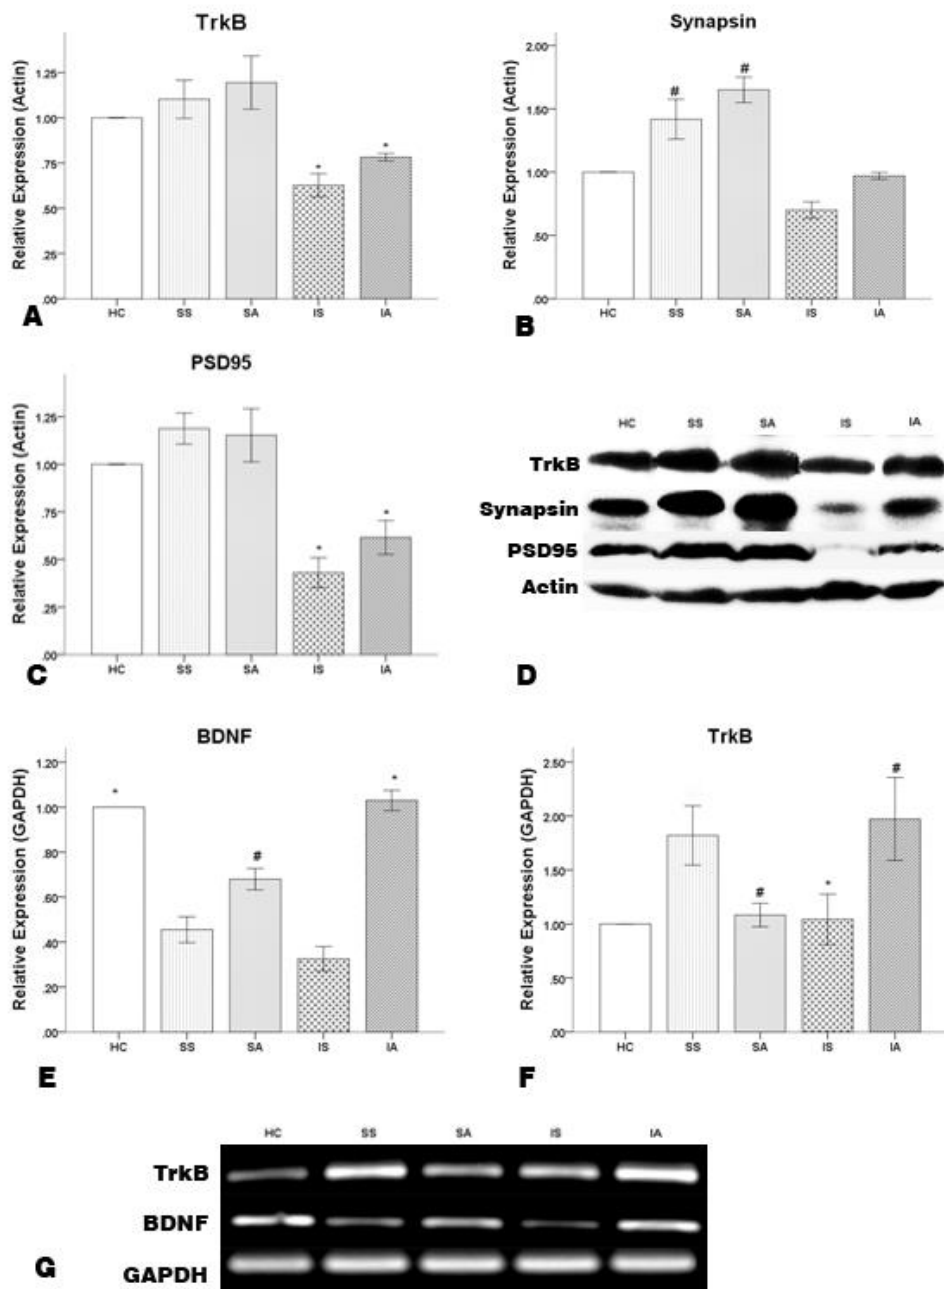 TrkB
Relative Expression (Actin)
1.25
1.00
.75
.50
.25
.00
* *
HC SS SA IS IA
A
Synapsin
Relative Expression (Actin)
2.00
1.50
1.00
.50
.00
# #
HC SS SA IS IA
B
PSD95
Relative Expression (Actin)
1.25
1.00
.75
.50
.25
.00
* *
HC SS SA IS IA
C
HC SS SA IS IA
TrkB
Synapsin
PSD95
Actin
D
BDNF
Relative Expression (GAPDH)
1.20
1.00
.80
.60
.40
.20
.00
* # *
HC SS SA IS IA
E
TrkB
Relative Expression (GAPDH)
2.50
2.00
1.50
1.00
.50
.00
# * #
HC SS SA IS IA
F
HC SS SA IS IA
TrkB
BDNF
GAPDH
G